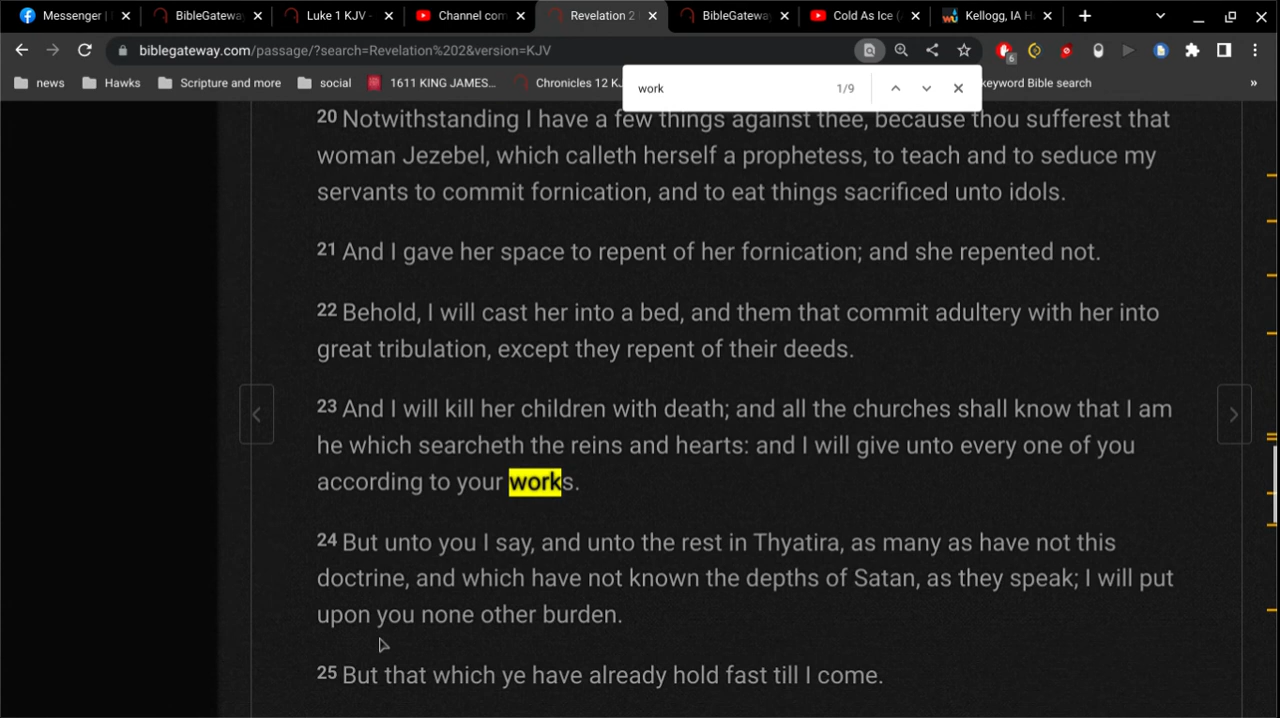 Messenger | BibleGateway Luke 1 KJV - Channel com Revelation 2 BibleGateway Cold As Ice ( Kellogg, IA H
biblegateway.com/passage/?search=Revelation%202&version=KJV 6
news Hawks Scripture and more social 1611 KING JAMES... Chronicles 12 K keyword Bible search »
work 1/9
20 Notwithstanding I have a few things against thee, because thou sufferest that
woman Jezebel, which calleth herself a prophetess, to teach and to seduce my
servants to commit fornication, and to eat things sacrificed unto idols.
21 And I gave her space to repent of her fornication; and she repented not.
22 Behold, I will cast her into a bed, and them that commit adultery with her into
great tribulation, except they repent of their deeds.
23 And I will kill her children with death; and all the churches shall know that I am
he which searcheth the reins and hearts: and I will give unto every one of you
according to your works.
24 But unto you I say, and unto the rest in Thyatira, as many as have not this
doctrine, and which have not known the depths of Satan, as they speak; I will put
upon you none other burden.
25 But that which ye have already hold fast till I come.